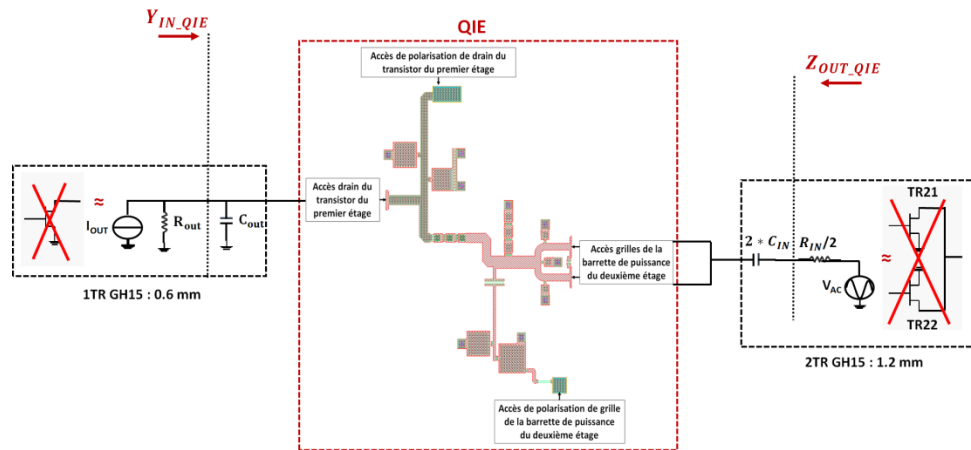 Y_IN_QIE
QIE
Z_OUT_QIE
Accès de polarisation de drain du
transistor du premier étage
Accès drain du
premier étage
≈
I_OUT
R_out
C_out
1TR GH15 : 0.6 mm
Accès grilles de la
barrette de puissance
du deuxième étage
2 * C_IN
R_IN/2
V_AC
≈
TR21
TR22
2TR GH15 : 1.2 mm
Accès de polarisation de grille
de la barrette de puissance
du deuxième étage